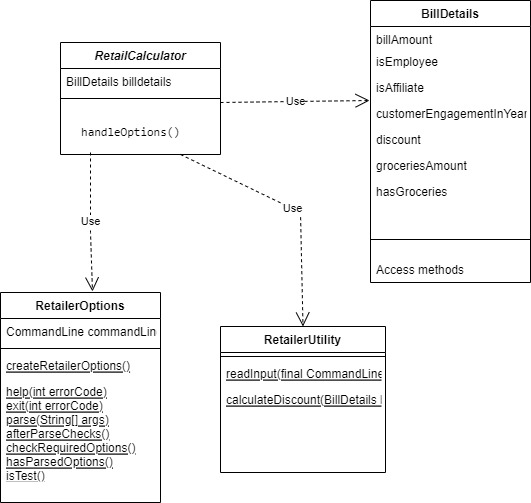 BillDetails
billAmount
isEmployee
isAffiliate
customerEngagementInYear
discount
groceriesAmount
hasGroceries
Access methods
RetailCalculator
BillDetails billdetails
handleOptions()
Use
Use
Use
RetailerOptions
CommandLine commandLin
createRetailerOptions()
help(int errorCode)
exit(int errorCode)
parse(String[] args)
afterParseChecks()
checkRequiredOptions()
hasParsedOptions()
isTest()
RetailerUtility
readInput(final CommandLine
calculateDiscount(BillDetails